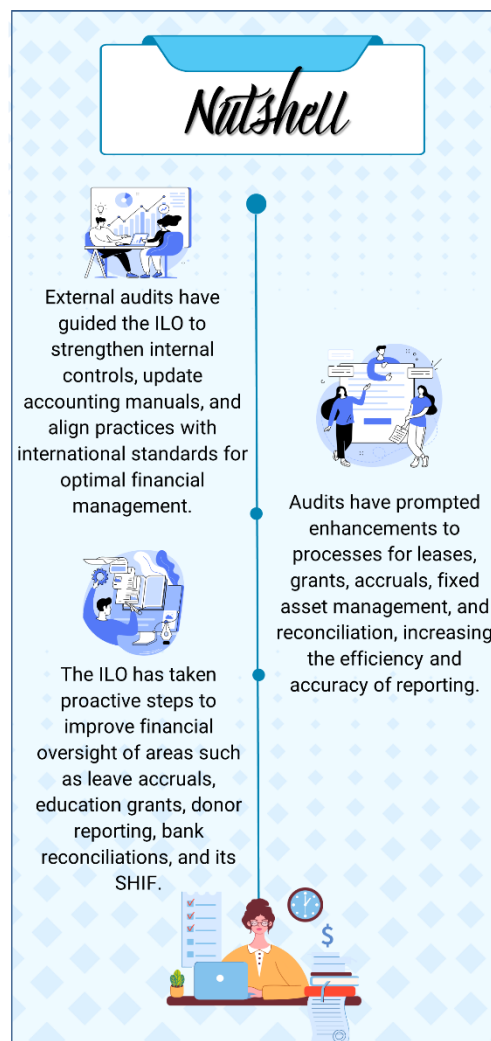 Nutshell
External audits have
guided the ILO to
strengthen internal
controls, update
accounting manuals, and
align practices with
international standards for
optimal financial
management.
Audits have prompted
enhancements to
processes for leases,
grants, accruals, fixed
asset management, and
reconciliation, increasing
the efficiency and
accuracy of reporting.
The ILO has taken
proactive steps to
improve financial
oversight of areas such
as leave accruals,
education grants, donor
reporting, bank
reconciliations, and its
SHIF.
$